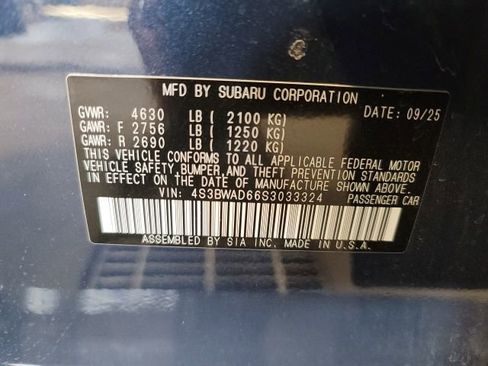 MFD BY SUBARU CORPORATION
GVWR: 4630 LB ( 2100 KG) DATE: 09/25
GAWR: F 2756 LB ( 1250 KG)
GAWR: R 2690 LB ( 1220 KG)
THIS VEHICLE CONFORMS TO ALL APPLICABLE FEDERAL MOTOR
VEHICLE SAFETY, BUMPER, AND THEFT PREVENTION STANDARDS
IN EFFECT ON THE DATE OF MANUFACTURE SHOWN ABOVE.
VIN: 4S3BWAD66S3033324 PASSENGER CAR
ASSEMBLED BY SIA INC. MADE IN U.S.A.